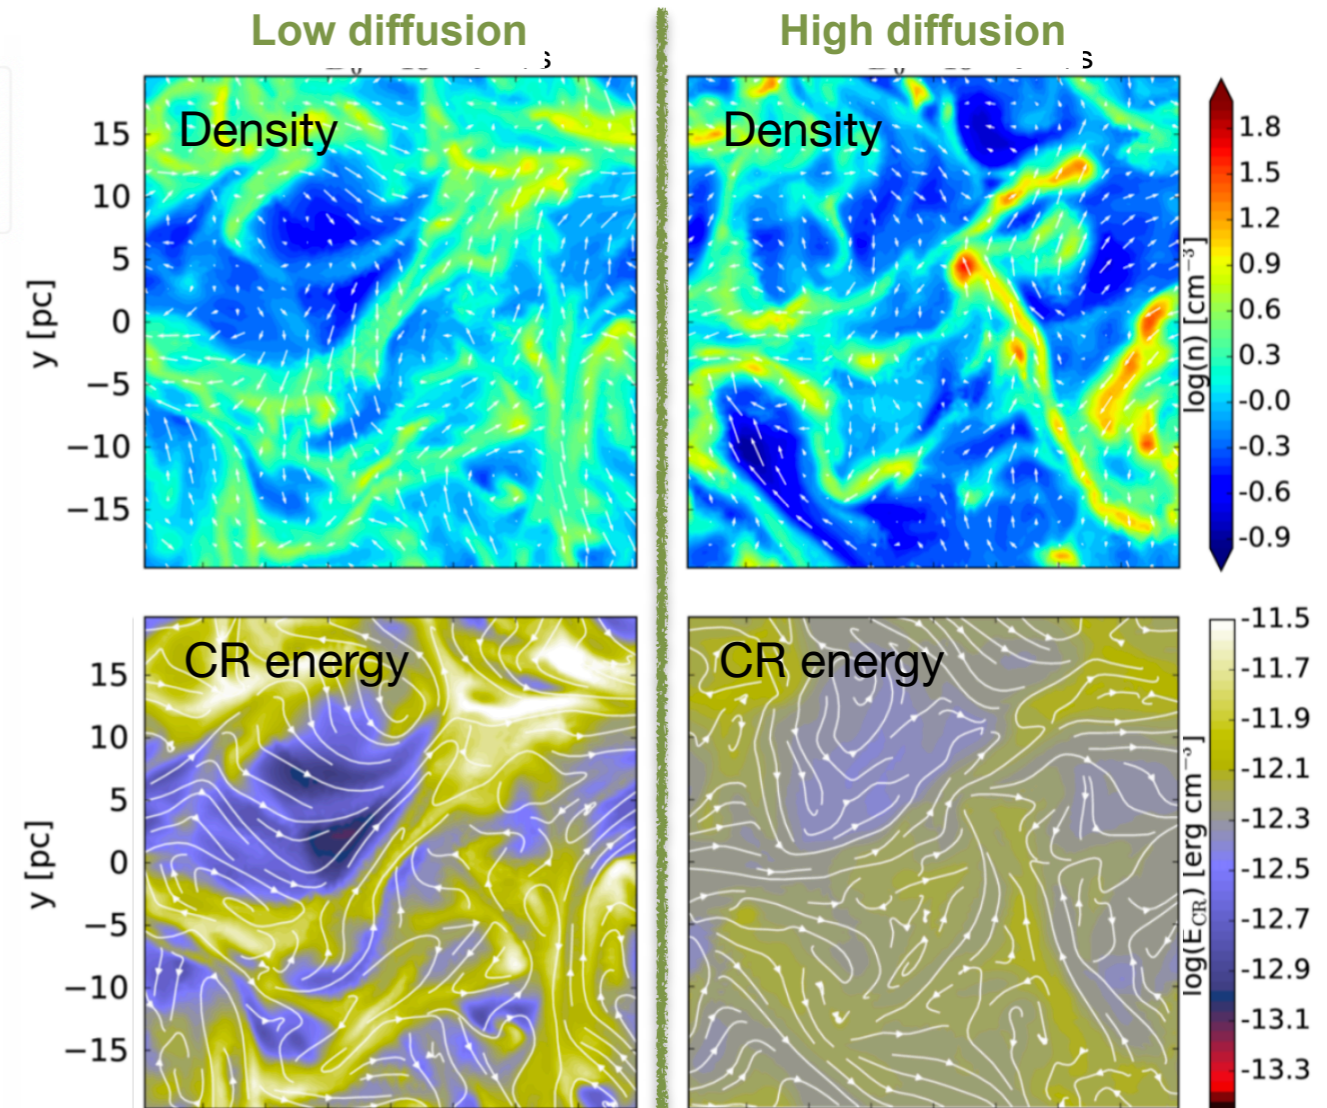 Low diffusion
High diffusion
s
s
Density
Density
15
10
5
0
−5
−10
−15
y [pc]
1.8
1.5
1.2
0.9
0.6
0.3
-0.0
-0.3
-0.6
-0.9
log(n) [cm⁻³]
CR energy
CR energy
15
10
5
0
−5
−10
−15
y [pc]
-11.5
-11.7
-11.9
-12.1
-12.3
-12.5
-12.7
-12.9
-13.1
-13.3
log(E_CR) [erg cm⁻³]